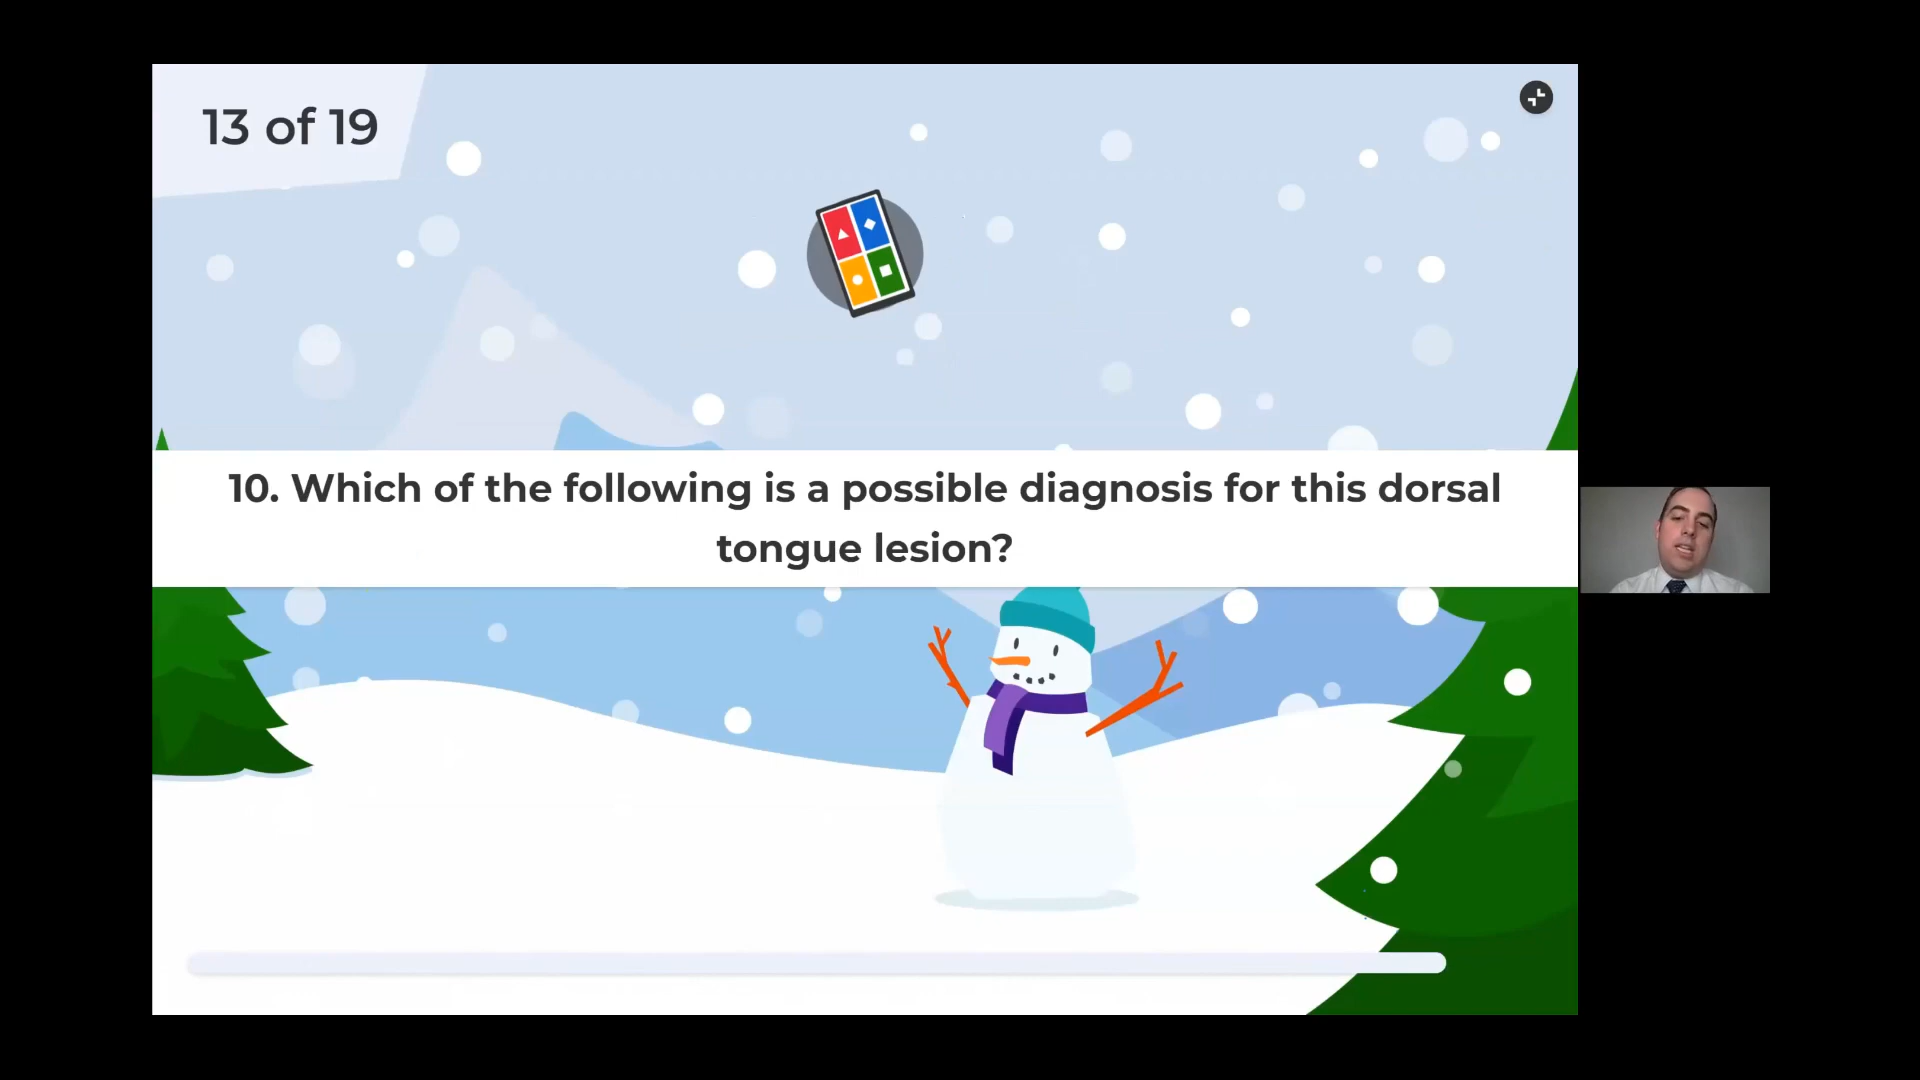 13 of 19
10. Which of the following is a possible diagnosis for this dorsal
tongue lesion?